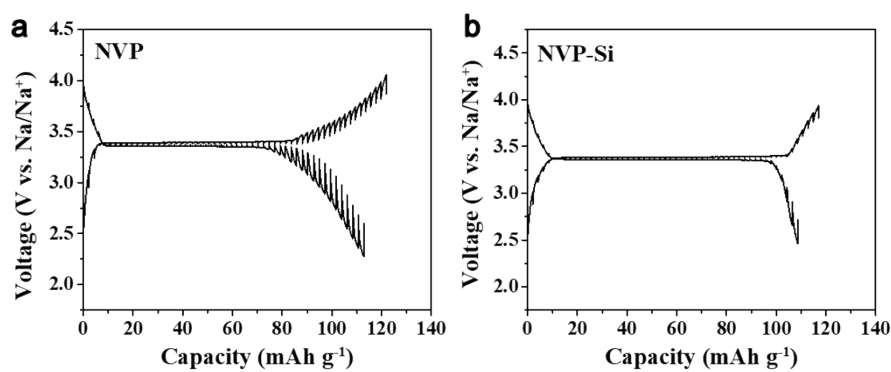 a
NVP
Voltage (V vs. Na/Na⁺)
4.5
4.0
3.5
3.0
2.5
2.0
0 20 40 60 80 100 120 140
Capacity (mAh g⁻¹)
b
NVP-Si
Voltage (V vs. Na/Na⁺)
4.5
4.0
3.5
3.0
2.5
2.0
0 20 40 60 80 100 120 140
Capacity (mAh g⁻¹)